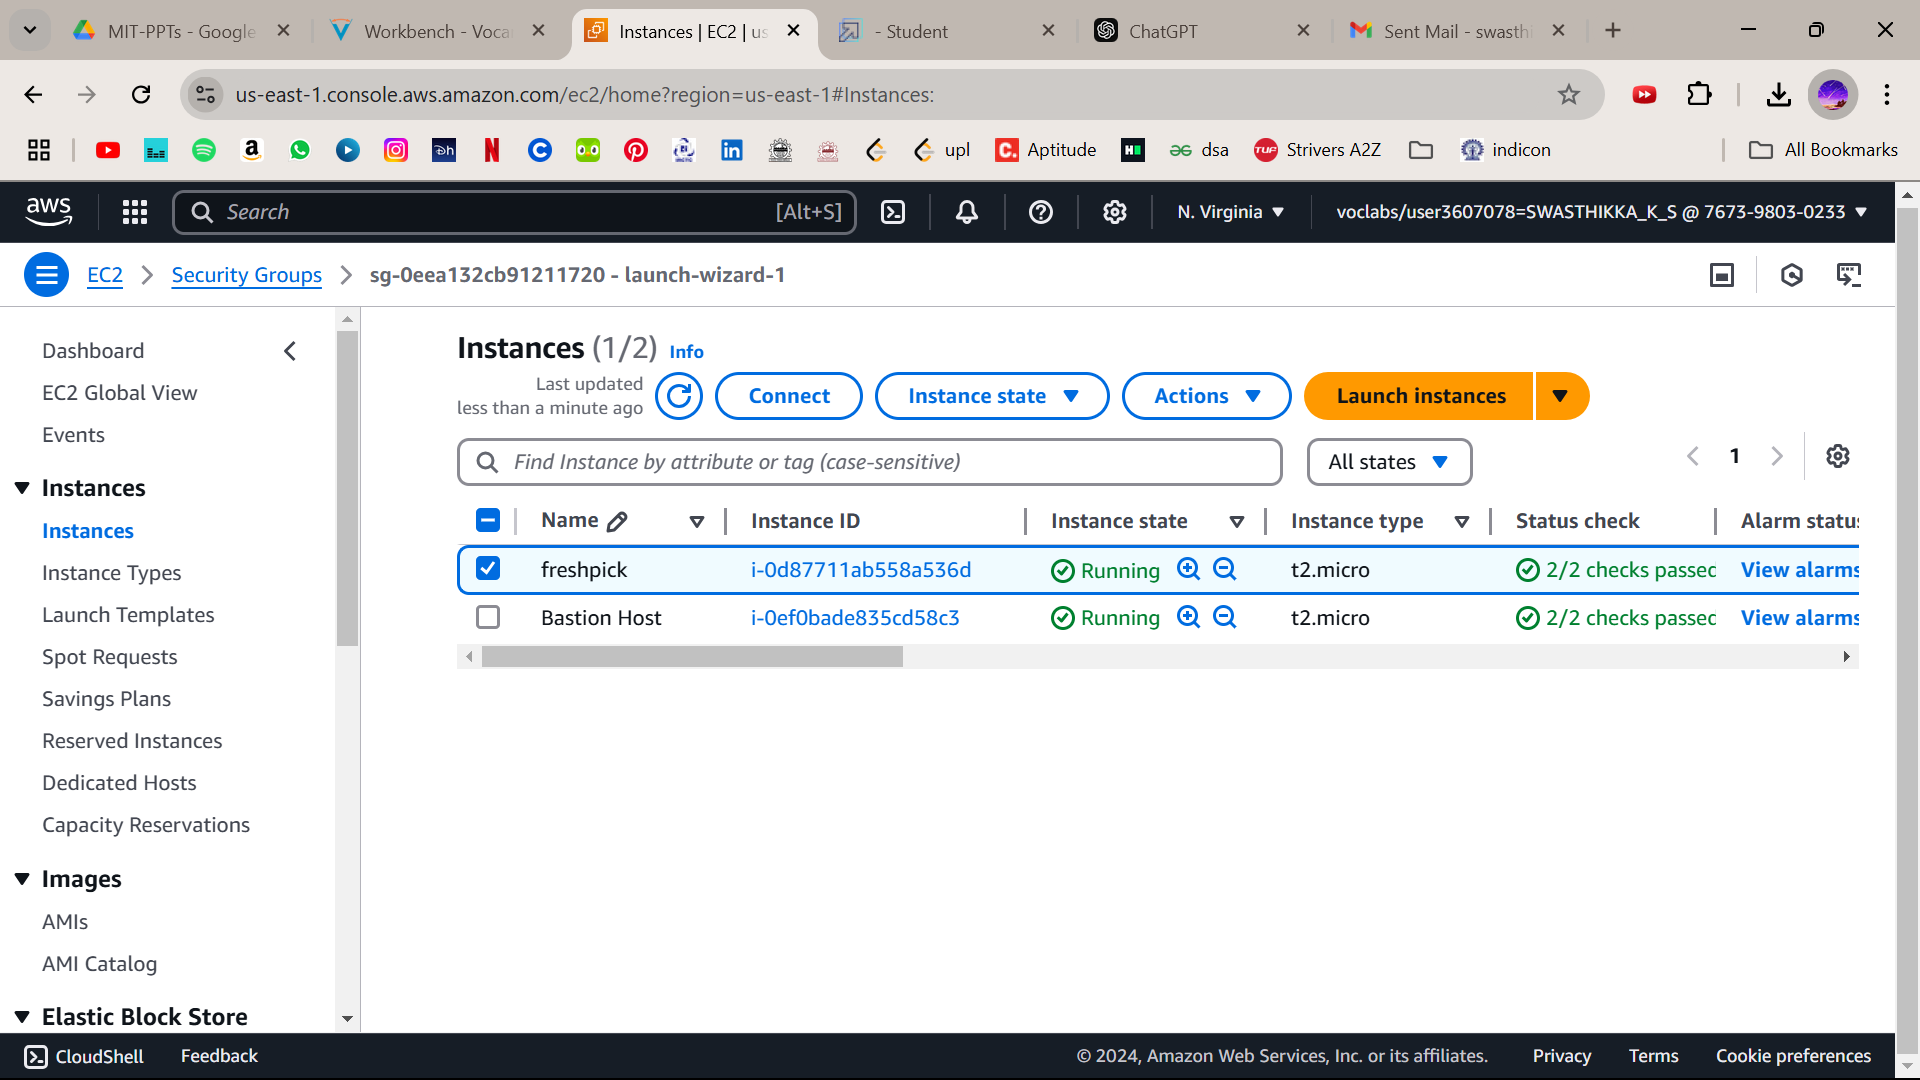 MIT-PPTs - Google
Workbench - Voca
Instances | EC2 | us
- Student
ChatGPT
Sent Mail - swasthi
us-east-1.console.aws.amazon.com/ec2/home?region=us-east-1#Instances:
upl
Aptitude
dsa
Strivers A2Z
indicon
All Bookmarks
aws
Search
[Alt+S]
N. Virginia
voclabs/user3607078=SWASTHIKKA_K_S @ 7673-9803-0233
EC2
Security Groups
sg-0eea132cb91211720 - launch-wizard-1
Dashboard
EC2 Global View
Events
Instances
Instances
Instance Types
Launch Templates
Spot Requests
Savings Plans
Reserved Instances
Dedicated Hosts
Capacity Reservations
Images
AMIs
AMI Catalog
Elastic Block Store
Instances (1/2) Info
Last updated
less than a minute ago
Connect
Instance state
Actions
Launch instances
Find Instance by attribute or tag (case-sensitive)
All states
1
Name Instance ID Instance state Instance type Status check Alarm status
freshpick i-0d87711ab558a536d Running t2.micro 2/2 checks passed View alarms
Bastion Host i-0ef0bade835cd58c3 Running t2.micro 2/2 checks passed View alarms
CloudShell
Feedback
© 2024, Amazon Web Services, Inc. or its affiliates.
Privacy
Terms
Cookie preferences